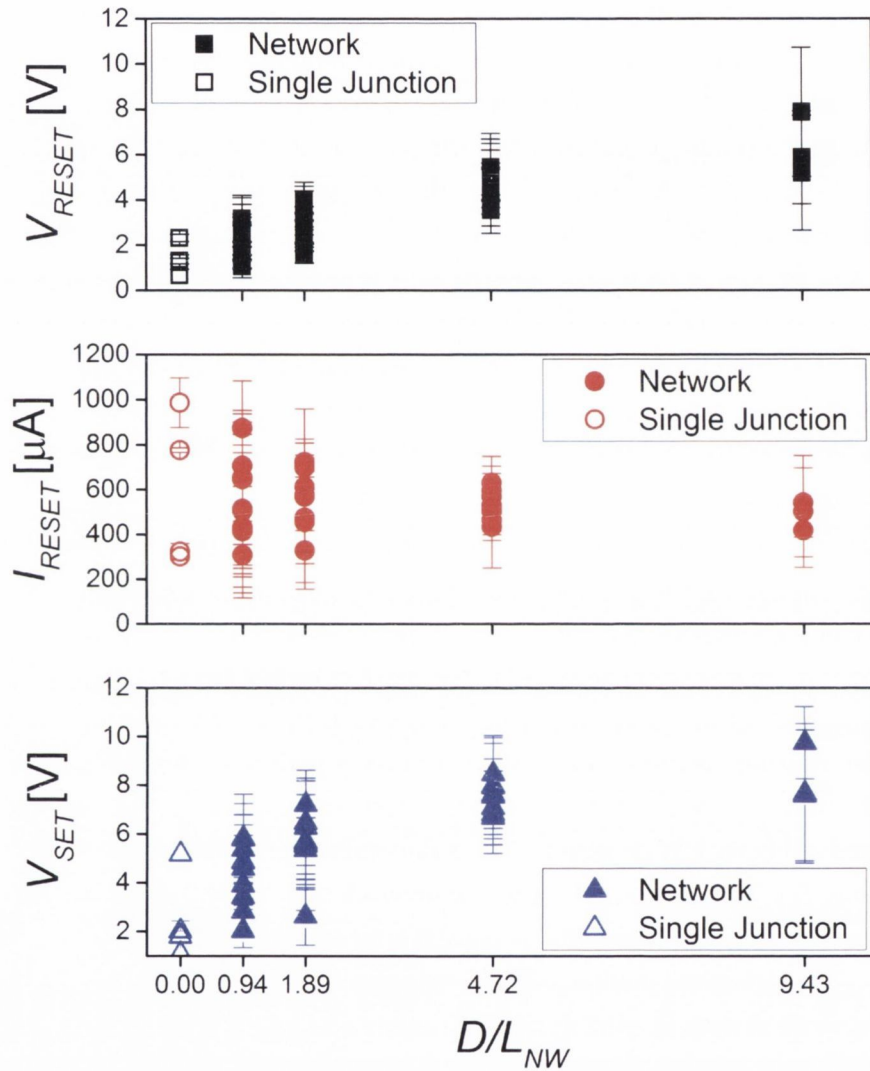 12
10
8
6
4
2
0
V_RESET [V]
Network
Single Junction
1200
1000
800
600
400
200
0
I_RESET [μA]
Network
Single Junction
12
10
8
6
4
2
V_SET [V]
Network
Single Junction
0.00 0.94 1.89 4.72 9.43
D/L_NW